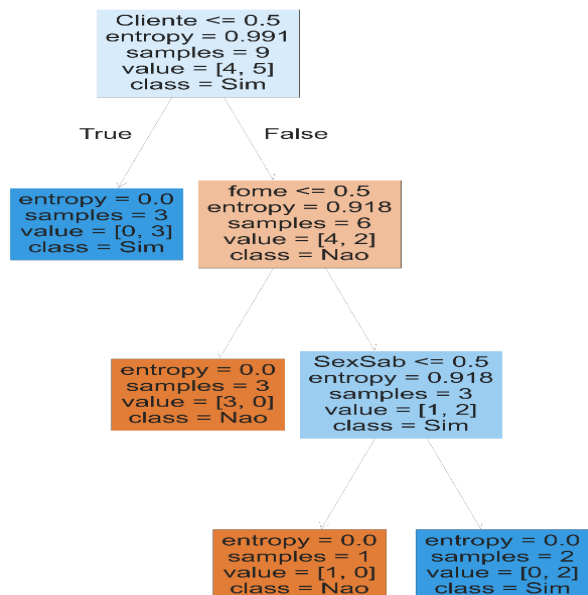 Cliente <= 0.5
entropy = 0.991
samples = 9
value = [4, 5]
class = Sim
True
False
entropy = 0.0
samples = 3
value = [0, 3]
class = Sim
fome <= 0.5
entropy = 0.918
samples = 6
value = [4, 2]
class = Nao
entropy = 0.0
samples = 3
value = [3, 0]
class = Nao
SexSab <= 0.5
entropy = 0.918
samples = 3
value = [1, 2]
class = Sim
entropy = 0.0
samples = 1
value = [1, 0]
class = Nao
entropy = 0.0
samples = 2
value = [0, 2]
class = Sim